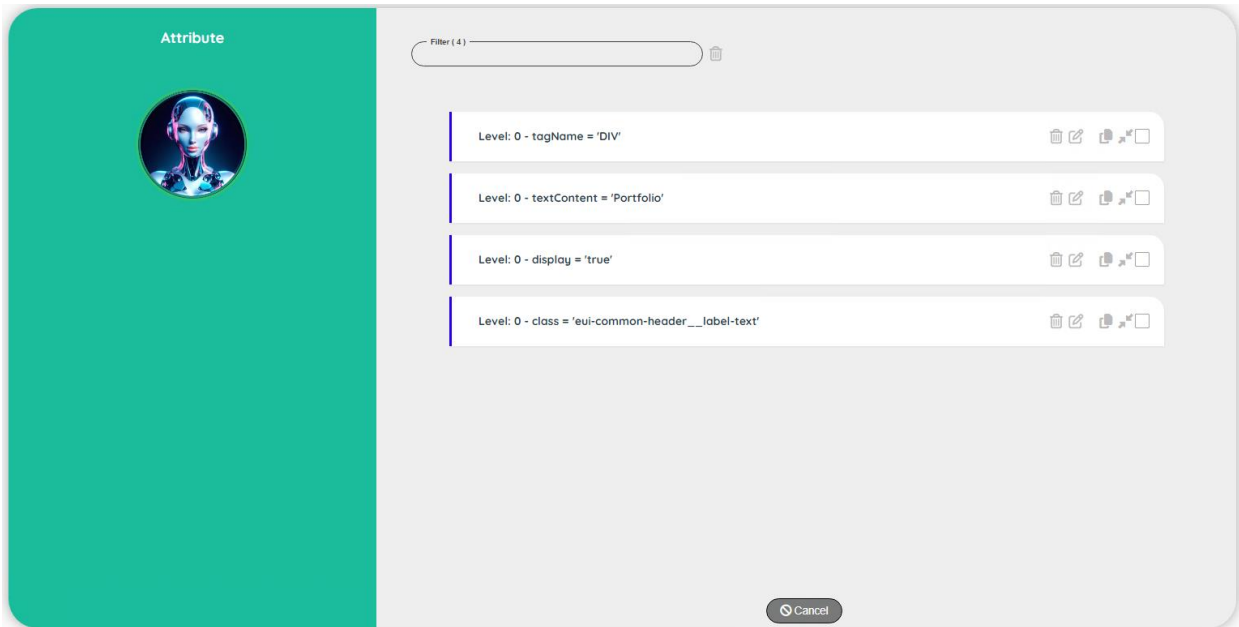 Attribute
Filter ( 4 )
Level: 0 - tagName = 'DIV'
Level: 0 - textContent = 'Portfolio'
Level: 0 - display = 'true'
Level: 0 - class = 'eui-common-header__label-text'
Cancel